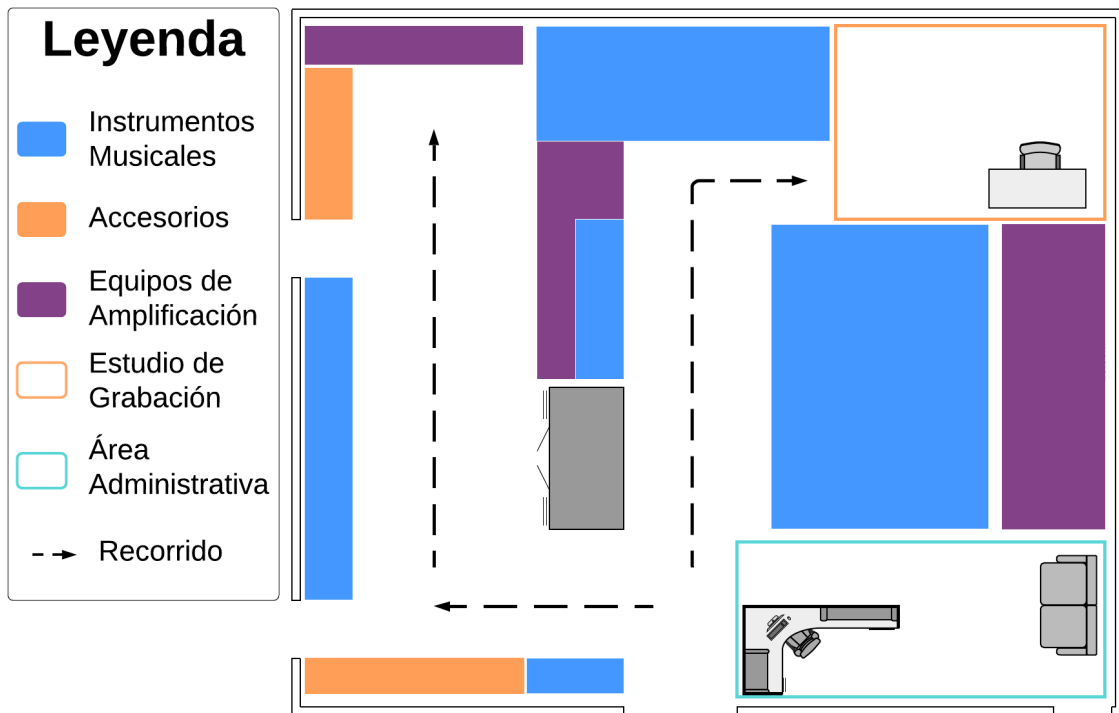 Leyenda
Instrumentos
Musicales
Accesorios
Equipos de
Amplificación
Estudio de
Grabación
Área
Administrativa
Recorrido